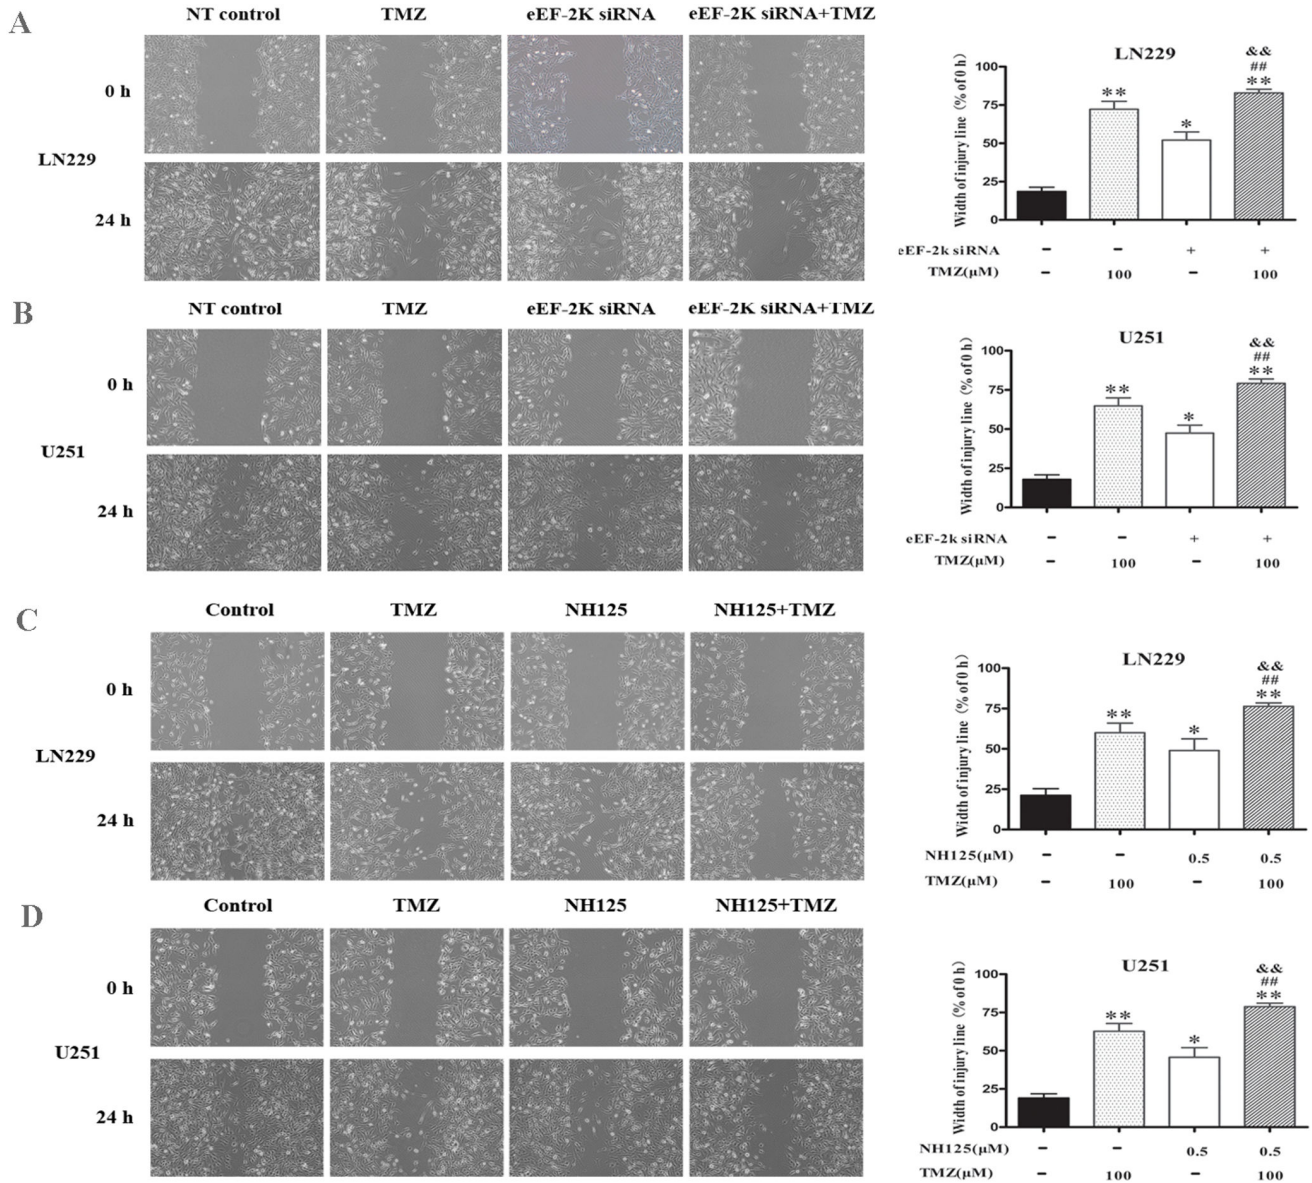 A
NT control TMZ eEF-2K siRNA eEF-2K siRNA+TMZ
0 h
LN229
24 h
LN229
Width of injury line (% of 0 h)
100
75
50
25
0
**
*
&&
##
**
eEF-2k siRNA − − + +
TMZ(μM) − 100 − 100
B
NT control TMZ eEF-2K siRNA eEF-2K siRNA+TMZ
0 h
U251
24 h
U251
Width of injury line (% of 0 h)
100
75
50
25
0
**
*
&&
##
**
eEF-2k siRNA − − + +
TMZ(μM) − 100 − 100
C
Control TMZ NH125 NH125+TMZ
0 h
LN229
24 h
LN229
Width of injury line (% of 0 h)
100
75
50
25
0
**
*
&&
##
**
NH125(μM) − − 0.5 0.5
TMZ(μM) − 100 − 100
D
Control TMZ NH125 NH125+TMZ
0 h
U251
24 h
U251
Width of injury line (% of 0 h)
100
75
50
25
0
**
*
&&
##
**
NH125(μM) − − 0.5 0.5
TMZ(μM) − 100 − 100